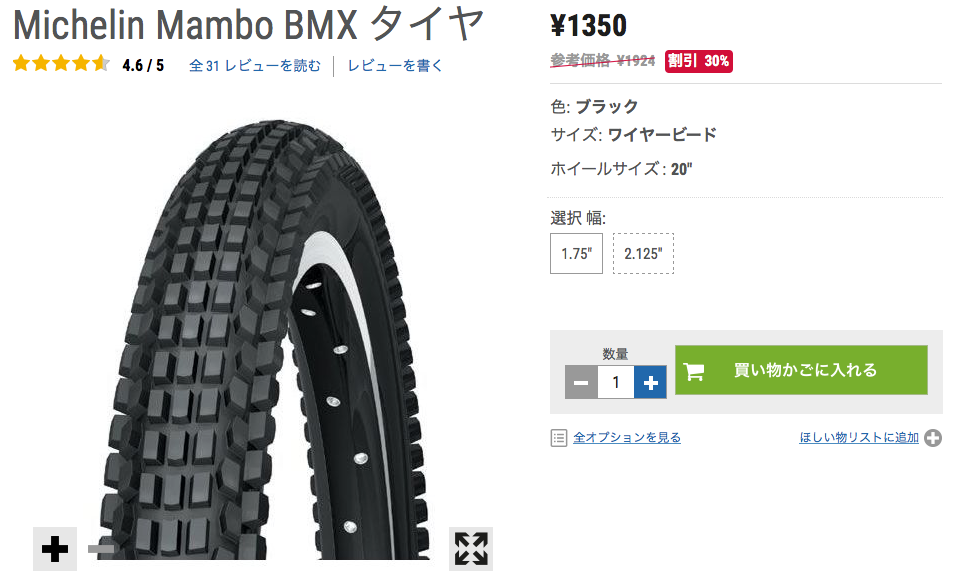 Michelin Mambo BMX タイヤ
4.6 / 5 全31 レビューを読む レビューを書く
¥1350
参考価格 ¥1924 割引 30%
色: ブラック
サイズ: ワイヤービード
ホイールサイズ: 20"
選択 幅:
1.75" 2.125"
数量
1
買い物かごに入れる
全オプションを見る ほしい物リストに追加